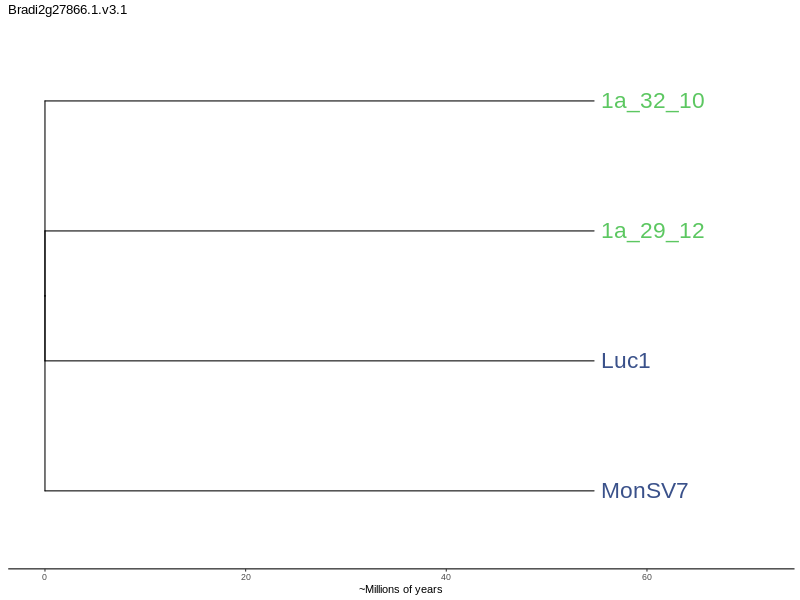 Bradi2g27866.1.v3.1
1a_32_10
1a_29_12
Luc1
MonSV7
0 20 40 60
~Millions of years